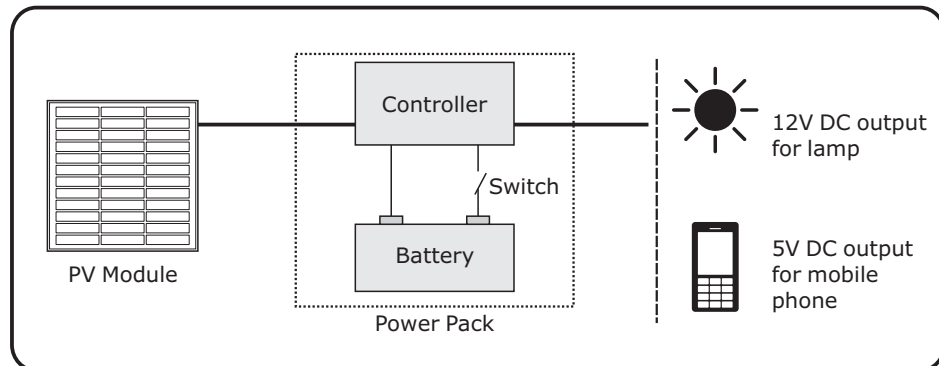 PV Module
Controller
Switch
Battery
Power Pack
12V DC output
for lamp
5V DC output
for mobile
phone